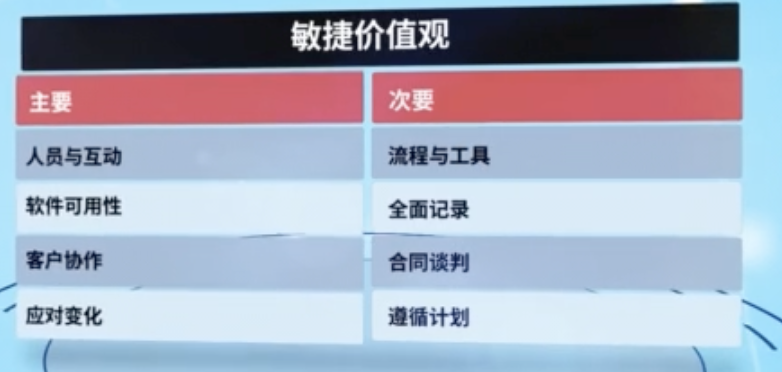 敏捷价值观
主要 次要
人员与互动 流程与工具
软件可用性 全面记录
客户协作 合同谈判
应对变化 遵循计划